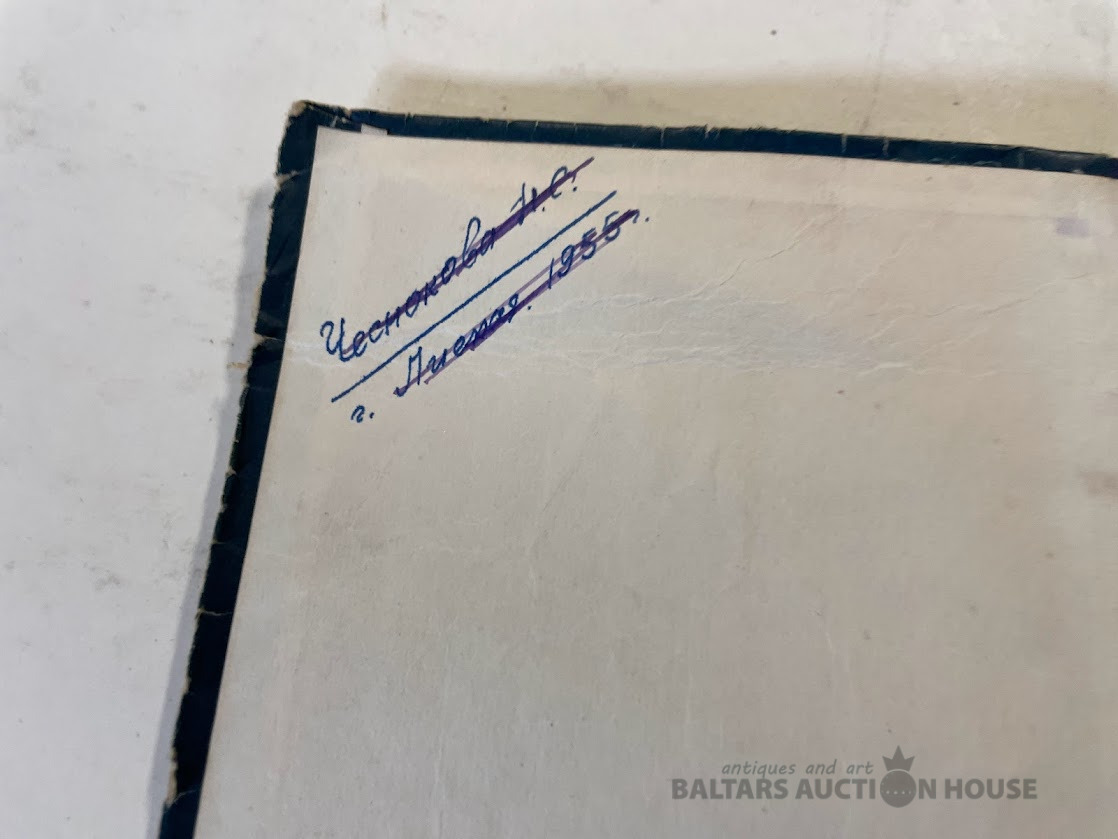 Чеснокова Н.С.
г. Лиепая. 1955 г.
antiques and art
BALTARS AUCTION HOUSE